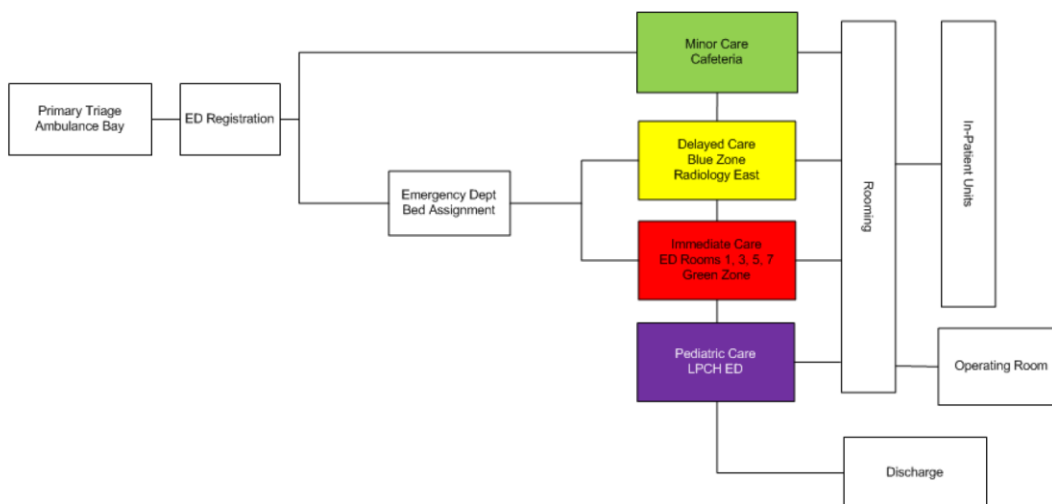 Primary Triage
Ambulance Bay
ED Registration
Emergency Dept
Bed Assignment
Minor Care
Cafeteria
Delayed Care
Blue Zone
Radiology East
Immediate Care
ED Rooms 1, 3, 5, 7
Green Zone
Pediatric Care
LPCH ED
Rooming
In-Patient Units
Operating Room
Discharge